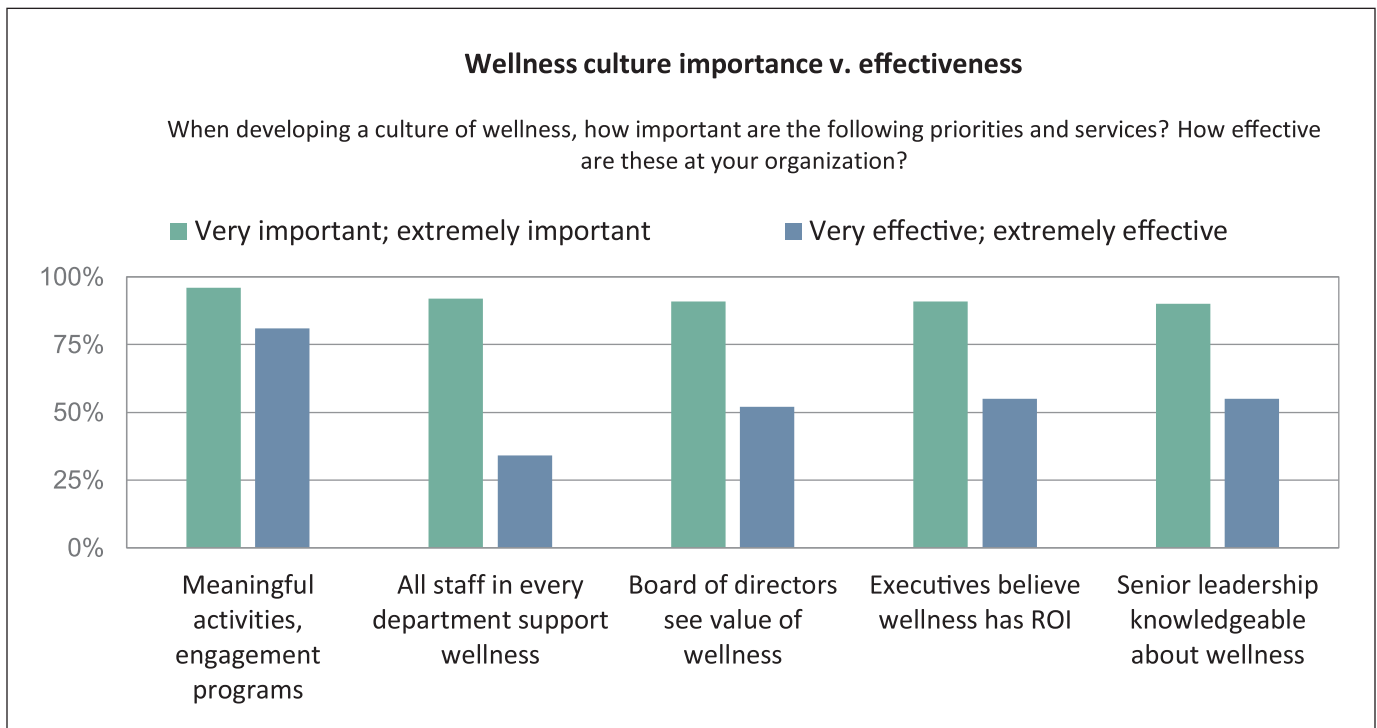 Wellness culture importance v. effectiveness
When developing a culture of wellness, how important are the following priorities and services? How effective
are these at your organization?
Very important; extremely important
Very effective; extremely effective
100%
75%
50%
25%
0%
Meaningful
activities,
engagement
programs
All staff in every
department support
wellness
Board of directors
see value of
wellness
Executives believe
wellness has ROI
Senior leadership
knowledgeable
about wellness